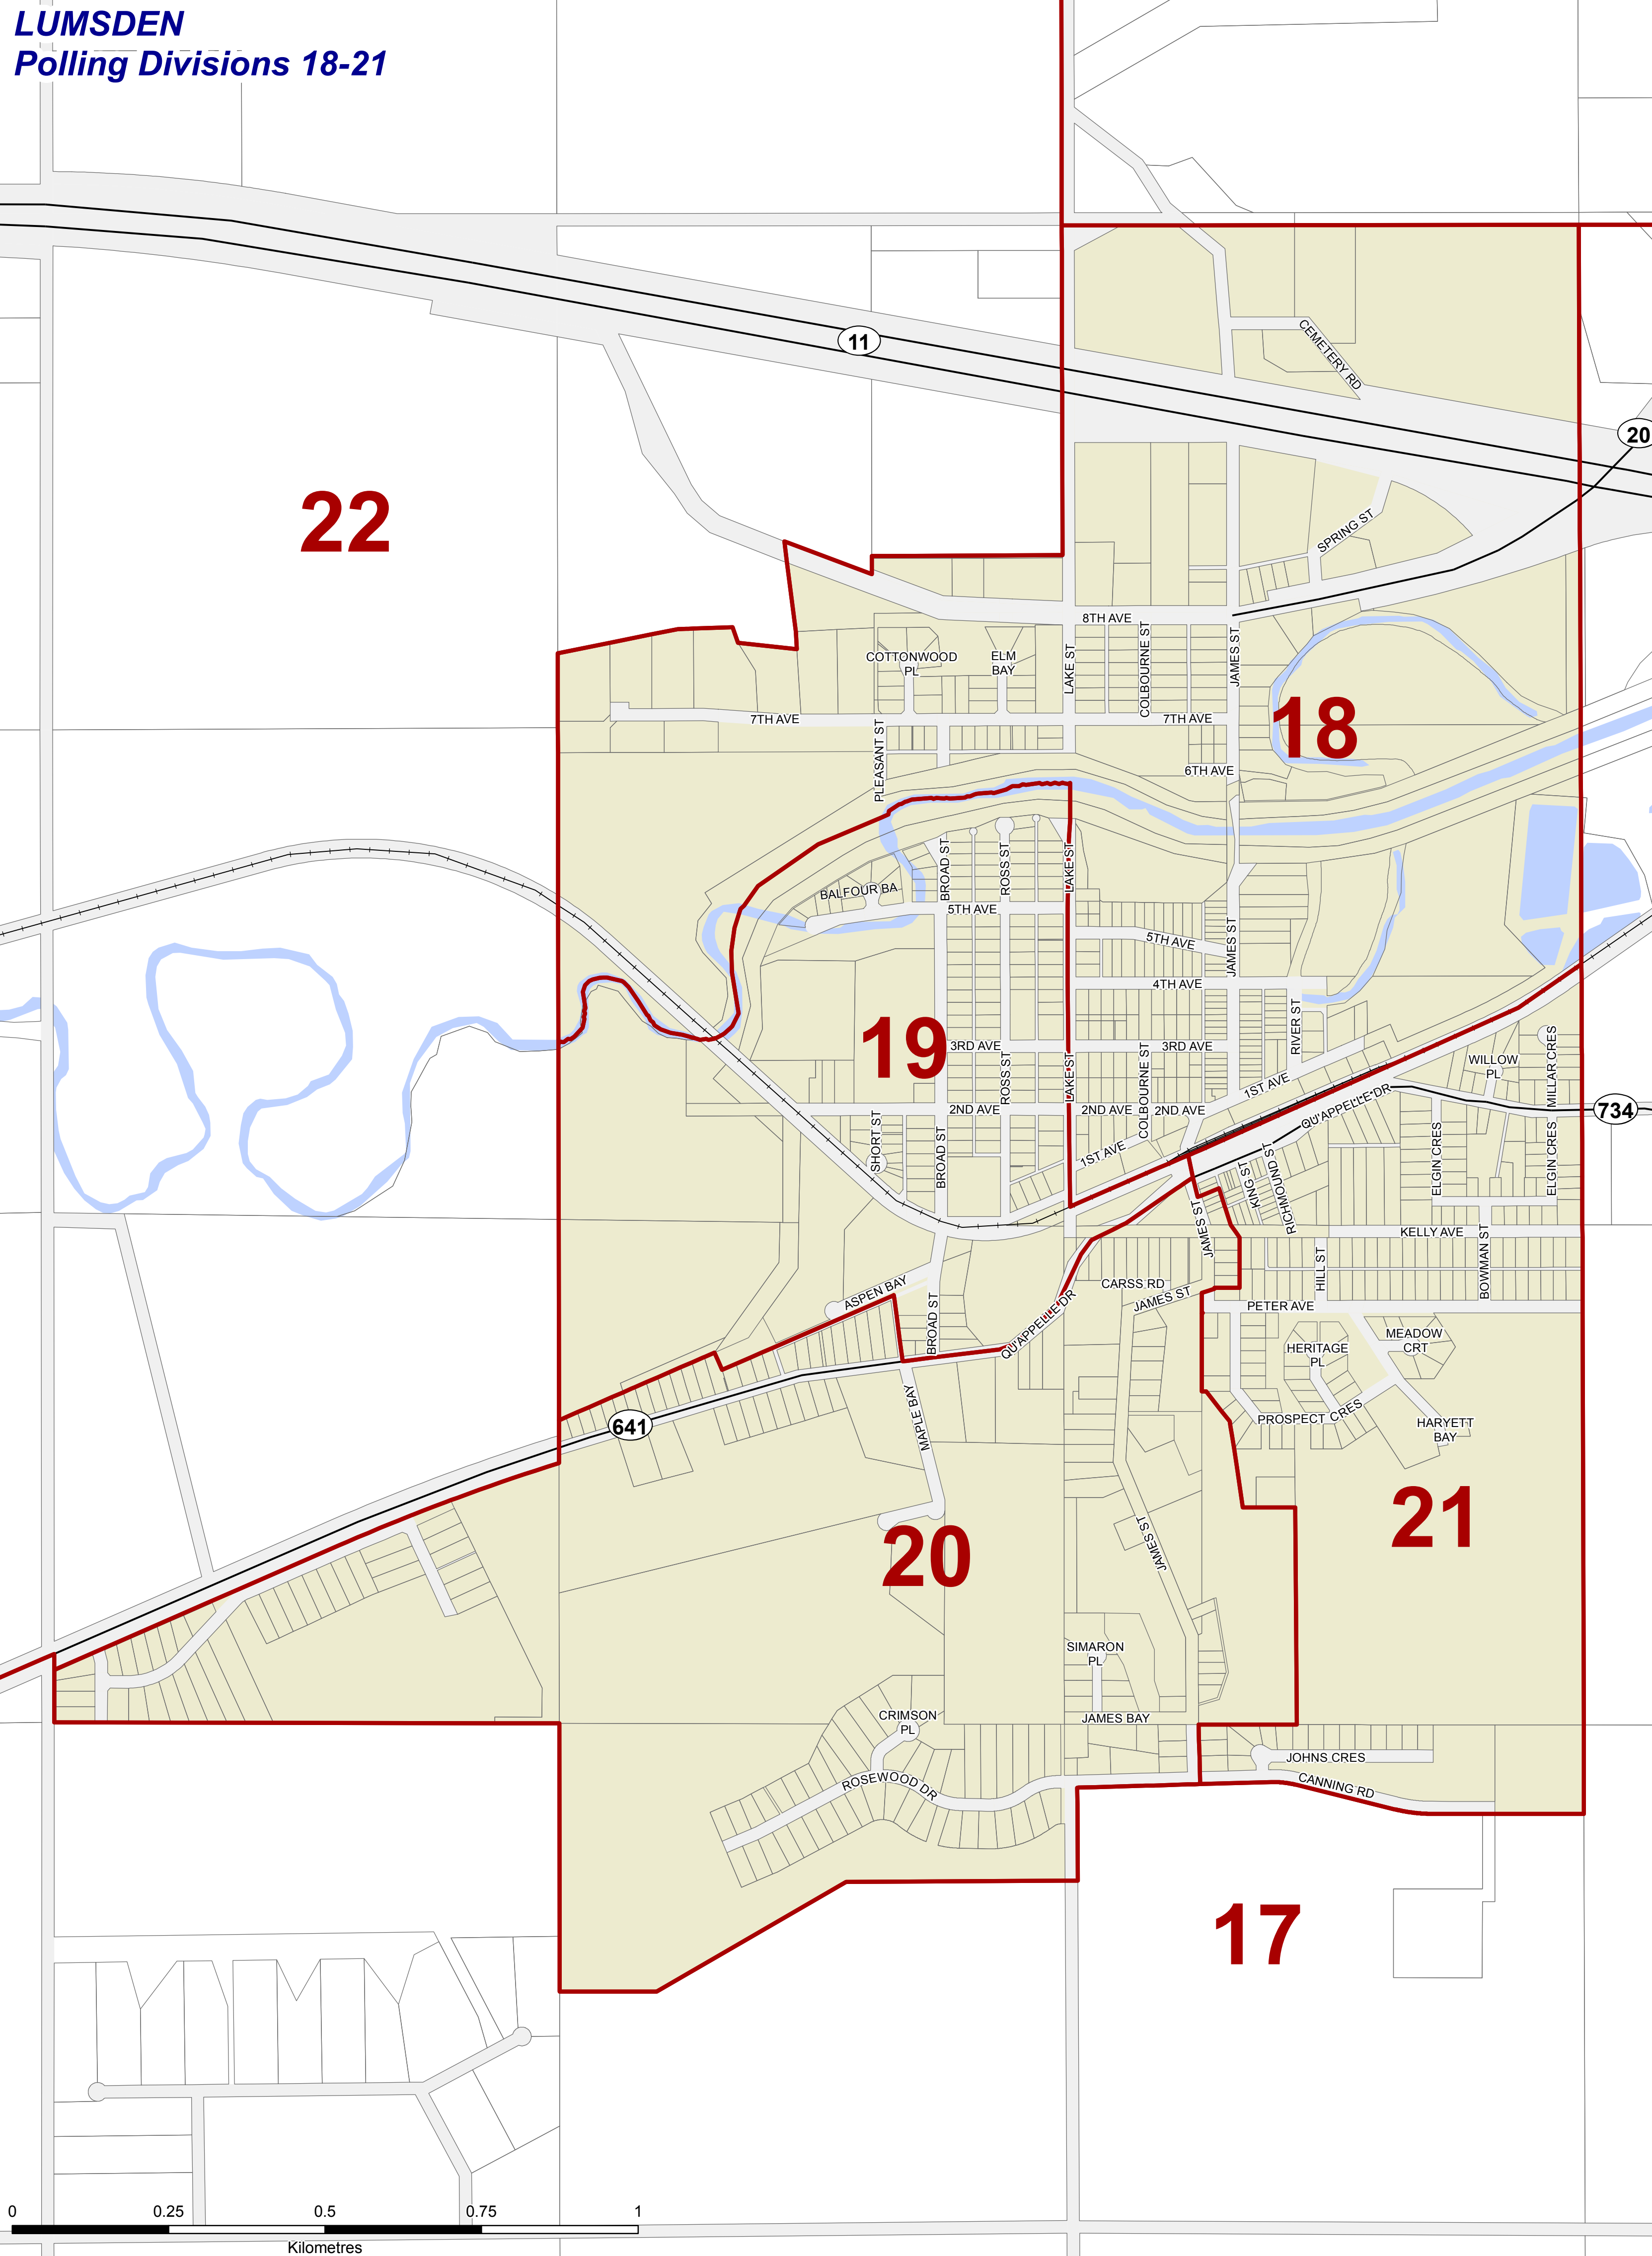 LUMSDEN
Polling Divisions 18-21
11
CEMETERY RD
20
22
SPRING ST
8TH AVE
COTTONWOOD
PL
ELM
BAY
LAKE ST
COLBOURNE ST
JAMES ST
18
7TH AVE
7TH AVE
PLEASANT ST
6TH AVE
BROAD ST
ROSS ST
LAKE ST
BALFOUR BA
5TH AVE
5TH AVE
JAMES ST
4TH AVE
19
3RD AVE
3RD AVE
RIVER ST
ROSS ST
LAKE ST
COLBOURNE ST
WILLOW
PL
MILLAR CRES
1ST AVE
QU'APPELLE DR
734
2ND AVE
2ND AVE
2ND AVE
SHORT ST
BROAD ST
1ST AVE
KING ST
RICHMOUND ST
ELGIN CRES
ELGIN CRES
JAMES ST
KELLY AVE
HILL ST
BOWMAN ST
CARSS RD
JAMES ST
ASPEN BAY
BROAD ST
QU'APPELLE DR
PETER AVE
HERITAGE
PL
MEADOW
CRT
MAPLE BAY
PROSPECT CRES
HARYETT
BAY
641
21
20
JAMES ST
SIMARON
PL
CRIMSON
PL
JAMES BAY
ROSEWOOD DR
JOHNS CRES
CANNING RD
17
0
0.25
0.5
0.75
1
Kilometres